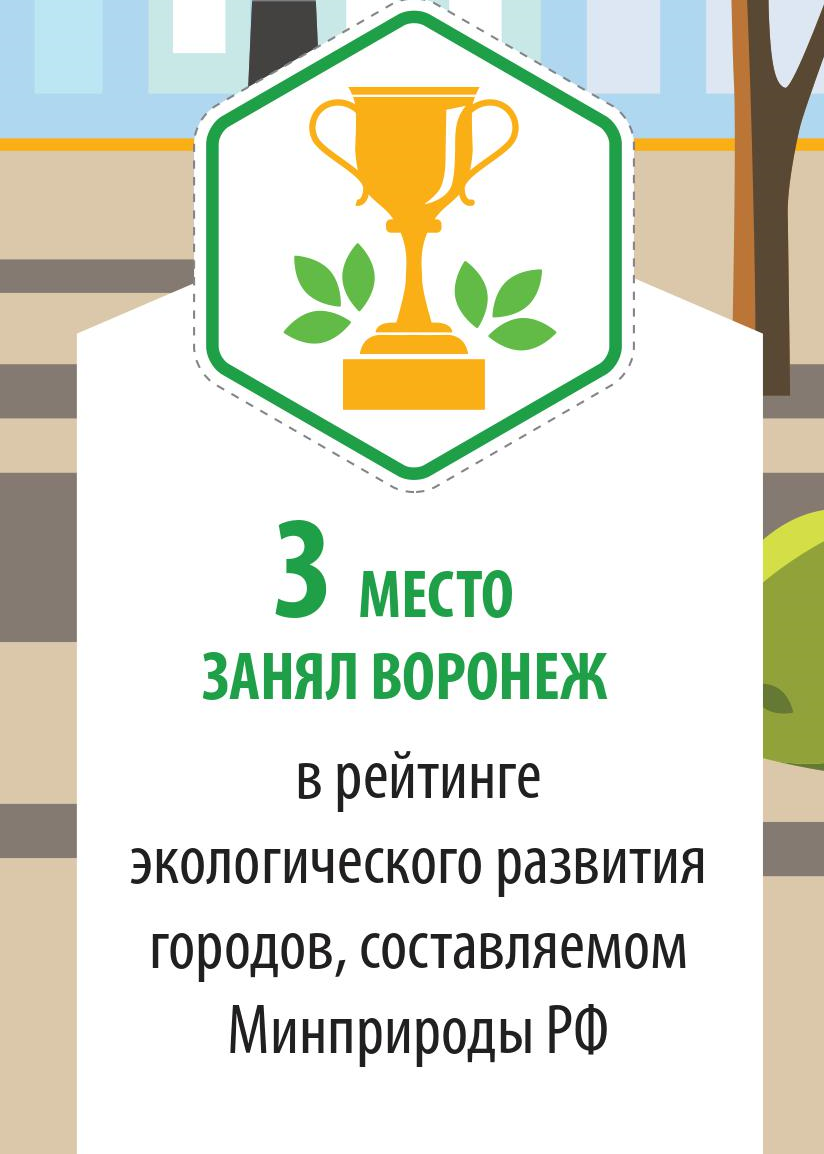 3 МЕСТО
ЗАНЯЛ ВОРОНЕЖ
в рейтинге
экологического развития
городов, составляемом
Минприроды РФ